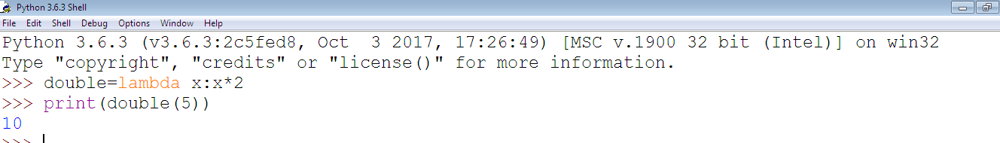 Python 3.6.3 Shell
File Edit Shell Debug Options Window Help
Python 3.6.3 (v3.6.3:2c5fed8, Oct  3 2017, 17:26:49) [MSC v.1900 32 bit (Intel)] on win32
Type "copyright", "credits" or "license()" for more information.
>>> double=lambda x:x*2
>>> print(double(5))
10
>>>